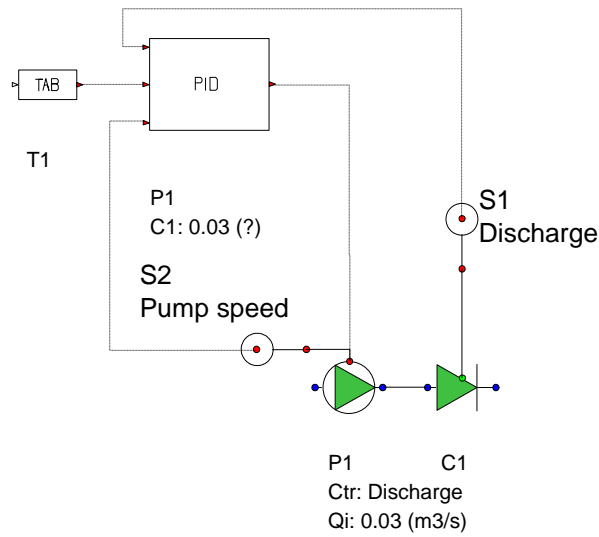 TAB
PID
T1
P1
C1: 0.03 (?)
S1
Discharge
S2
Pump speed
P1
C1
Ctr: Discharge
Qi: 0.03 (m3/s)